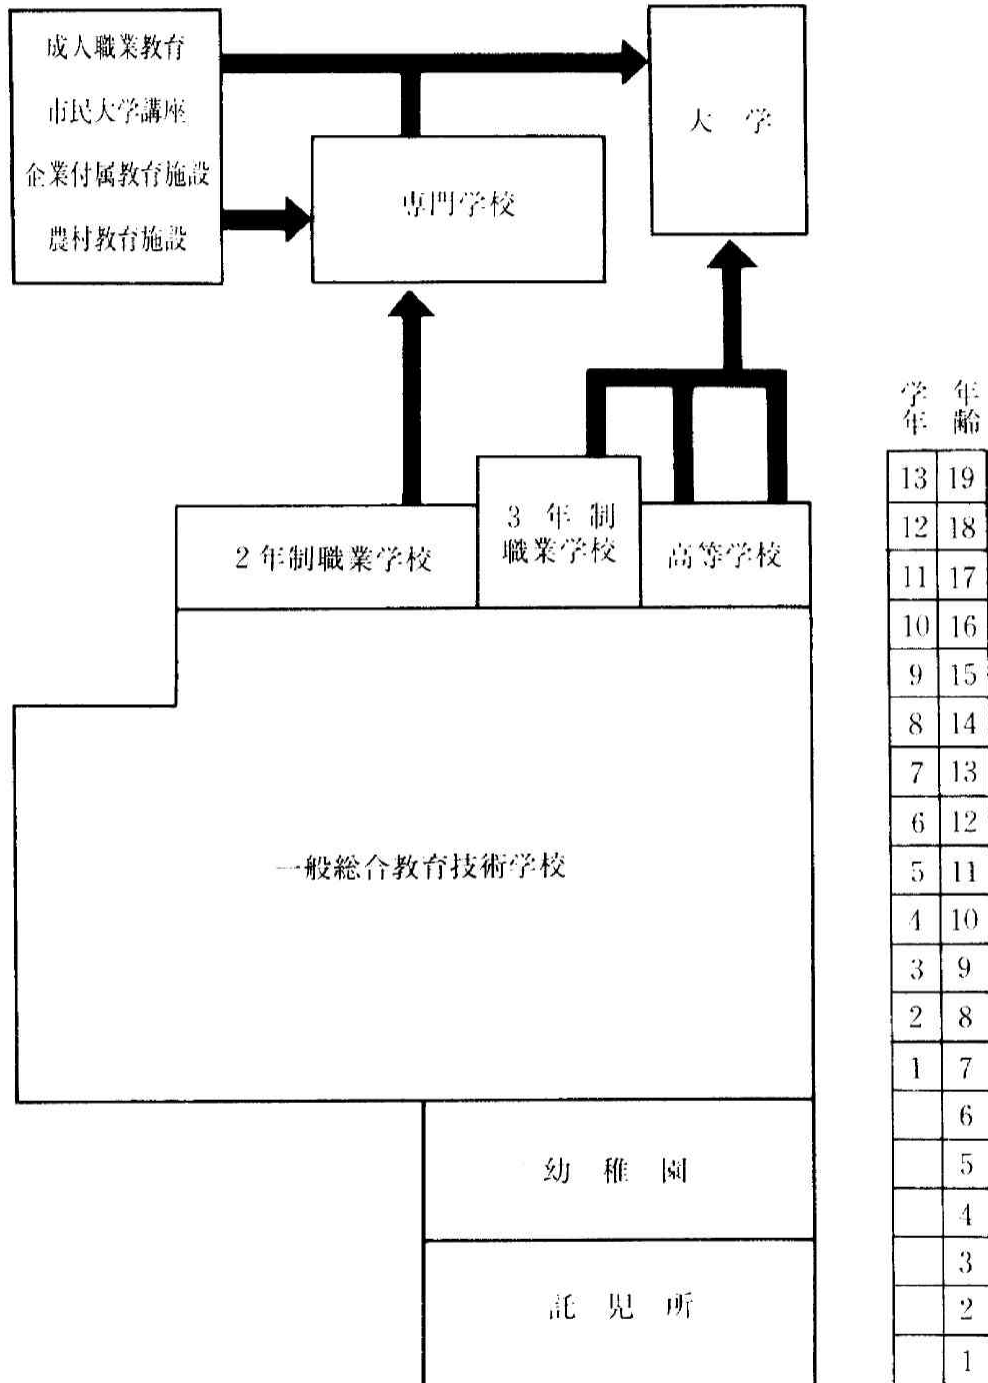 成人職業教育
市民大学講座
企業付属教育施設
農村教育施設
大学
専門学校
2年制職業学校
3年制
職業学校
高等学校
一般総合教育技術学校
幼稚園
託児所
学年 年齢
13 19
12 18
11 17
10 16
9 15
8 14
7 13
6 12
5 11
4 10
3 9
2 8
1 7
6
5
4
3
2
1